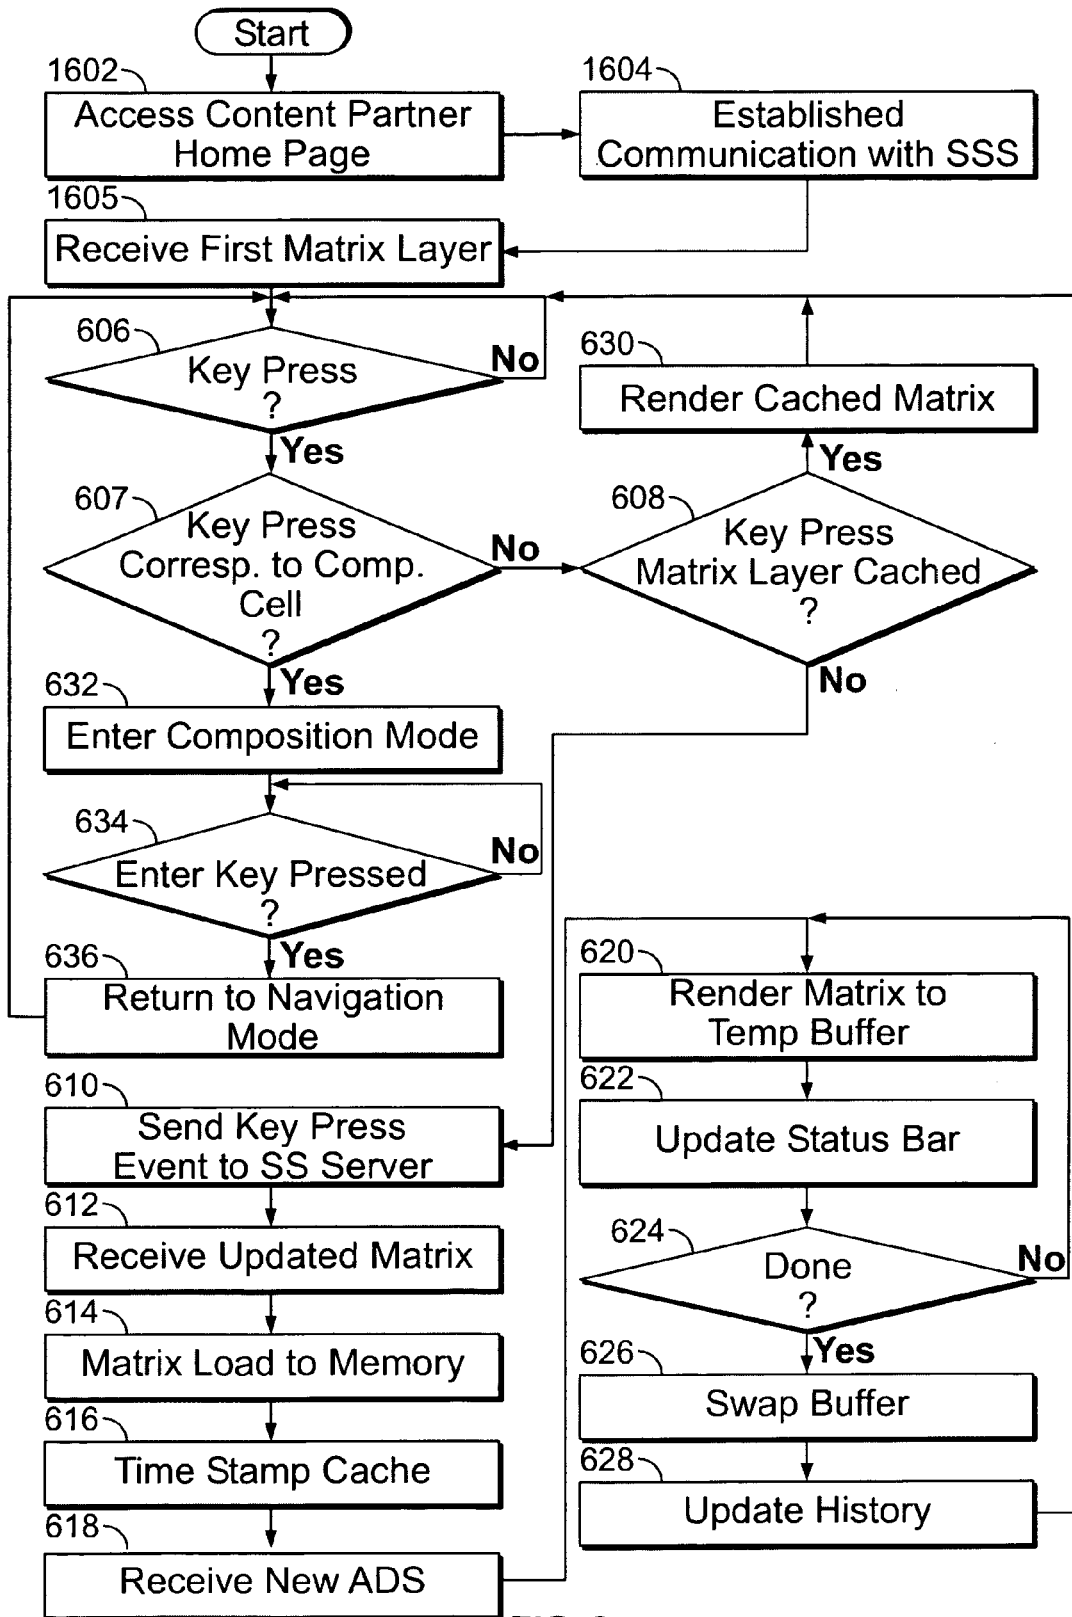 Start
1602
Access Content Partner
Home Page
1604
Established
Communication with SSS
1605
Receive First Matrix Layer
606
Key Press
?
No
Yes
630
Render Cached Matrix
Yes
607
Key Press
Corresp. to Comp.
Cell
?
No
Yes
608
Key Press
Matrix Layer Cached
?
No
632
Enter Composition Mode
634
Enter Key Pressed
?
No
Yes
636
Return to Navigation
Mode
610
Send Key Press
Event to SS Server
612
Receive Updated Matrix
614
Matrix Load to Memory
616
Time Stamp Cache
618
Receive New ADS
620
Render Matrix to
Temp Buffer
622
Update Status Bar
624
Done
?
No
Yes
626
Swap Buffer
628
Update History